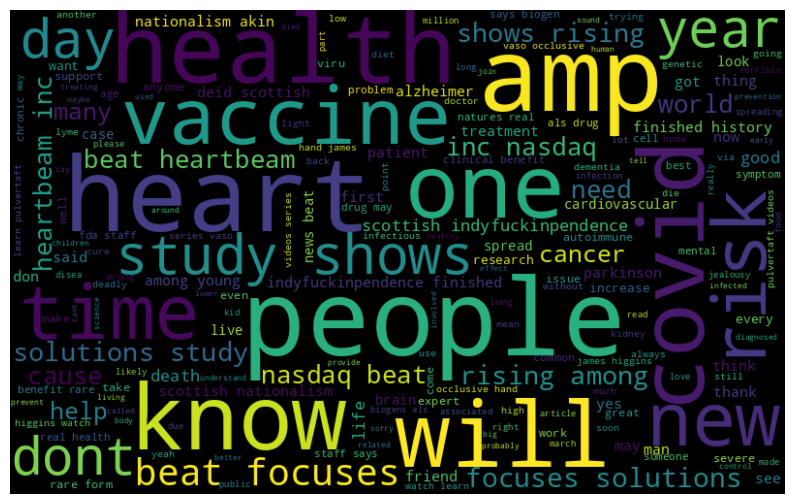 nationalism akin
died
part
low
million
another
says biogen
trying
sound
going
day
health
shows rising
year
vaso occlusive
human
diet
long
join
want
look
genetic
terrible
support
deid scottish
viru
amp
age
anyone
problem
alzheimer
got
thing
treating
maybe
used
doctor
chronic may
many
vaccine
light
natures real
world
spreading
prevention
als drug
lyme
case
hand james
treatment
finished history
please
back
inc nasdaq
lot
cell
home
now
via
early
beat heartbeam
patient
clinical benefit
tell
best
good
say
point
dementia
infection
symptom
heartbeam inc
heart
one
need
die
really
well
first
drug may
cardiovascular
covid
risk
around
scottish indyfuckinpendence
learn pulvertaft
videos series
news beat
infectious
healthy
spread
autoimmune
mental
pulvertaft videos
food
said
children
cure
fda staff
series vaso
study shows
research
cancer
disea
deadly
among young
indyfuckinpendence finished
issue
parkinson
jealousy
don
wrong
effect
without
increase
infected
time
even
people
lung
make
cant
science
lower
kid
involved
read
every
live
mean
kidney
diagnosed
solutions study
provide
use
common
james higgins
always
likely
death
understand
nasdaq beat
come
rising among
think
cause
love
still
benefit rare
take
scottish nationalism
occlusive hand
much
thank
prevent
living
brain
biogens als
associated
high
article
help
know
life
expert
yes
great
new
higgins watch
called
body
will
right
work
soon
real health
due
sorry
related
big
probably
march
may
man
dont
yeah
staff says
someone
severe
better
beat focuses
friend
focuses solutions
control
made
rare form
public
watch learn
see